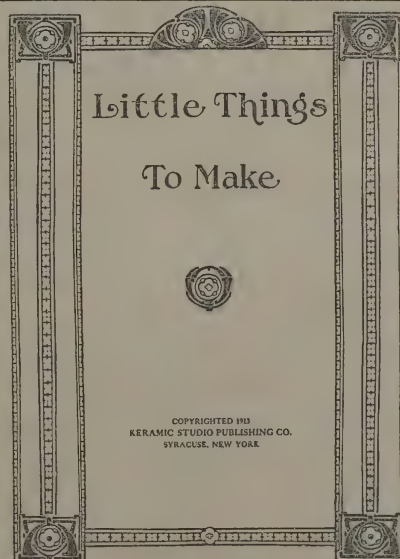 Little Things
To Make
COPYRIGHTED 1913
KERAMIC STUDIO PUBLISHING CO.
SYRACUSE, NEW YORK